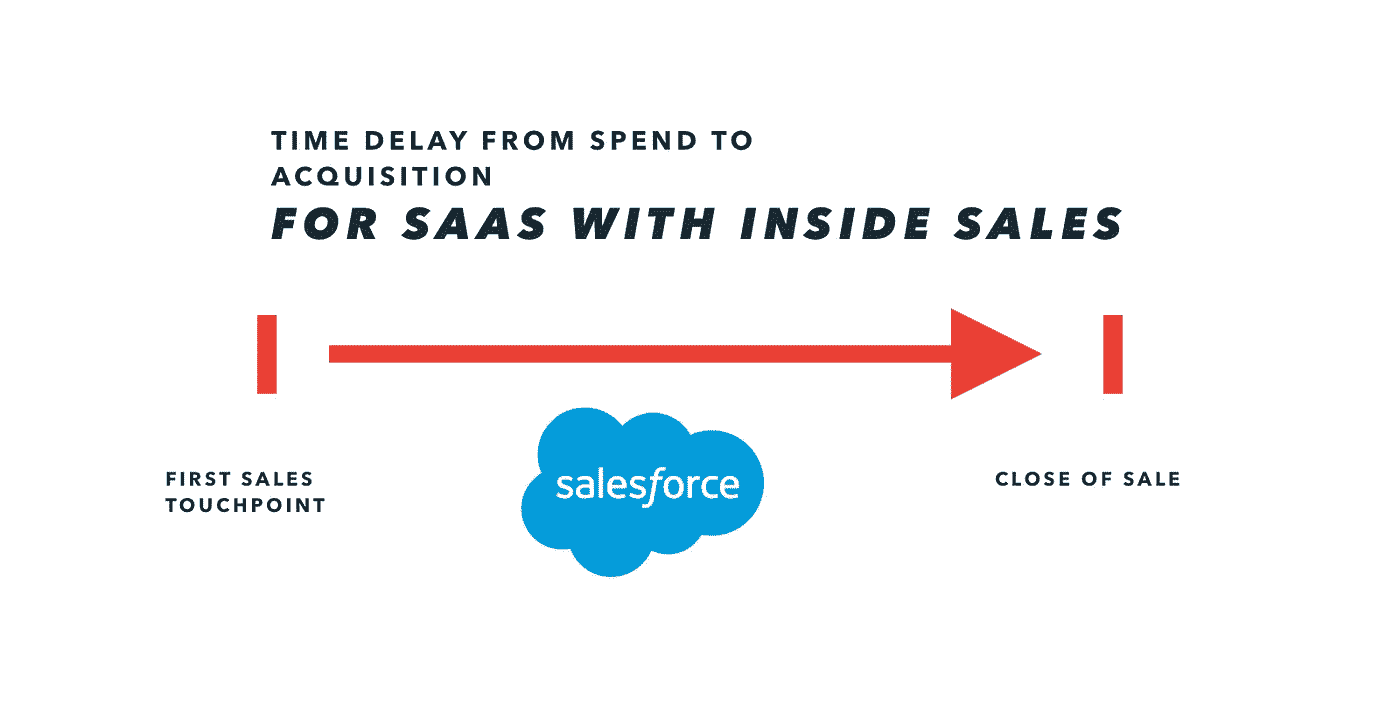 TIME DELAY FROM SPEND TO
ACQUISITION
FOR SAAS WITH INSIDE SALES
salesforce
FIRST SALES
TOUCHPOINT
CLOSE OF SALE